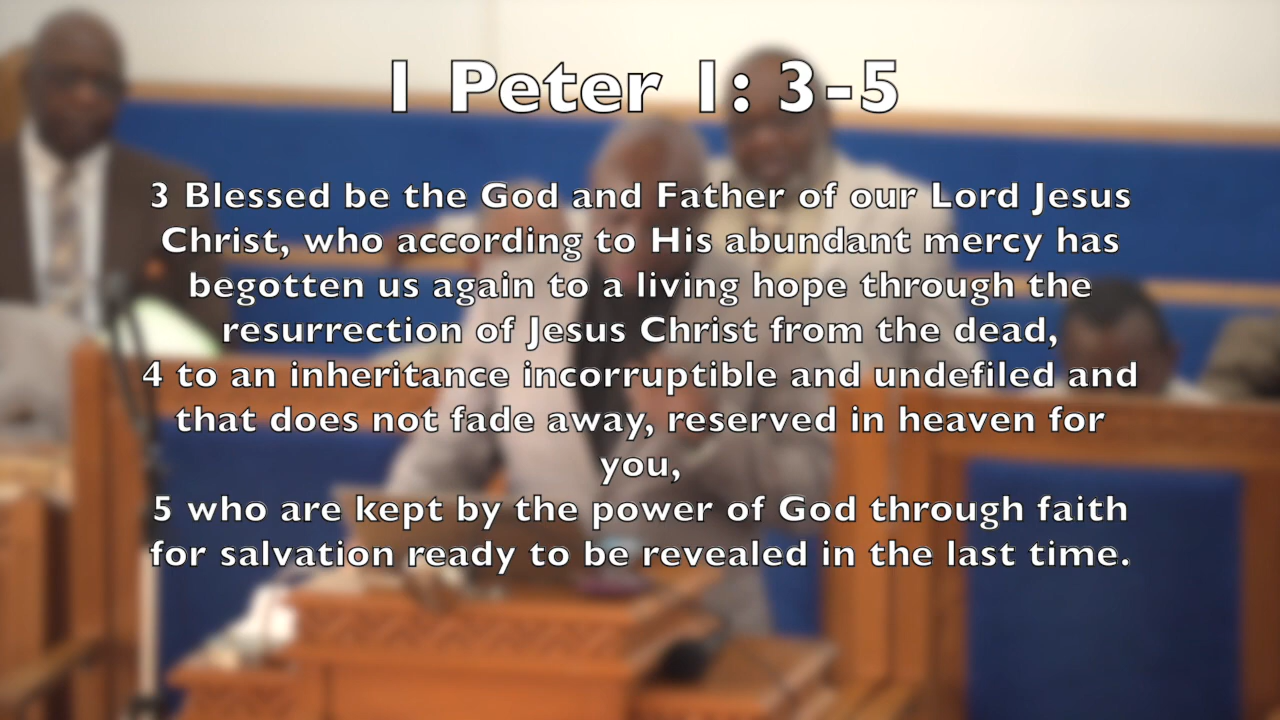 1 Peter 1: 3-5
3 Blessed be the God and Father of our Lord Jesus
Christ, who according to His abundant mercy has
begotten us again to a living hope through the
resurrection of Jesus Christ from the dead,
4 to an inheritance incorruptible and undefiled and
that does not fade away, reserved in heaven for
you,
5 who are kept by the power of God through faith
for salvation ready to be revealed in the last time.